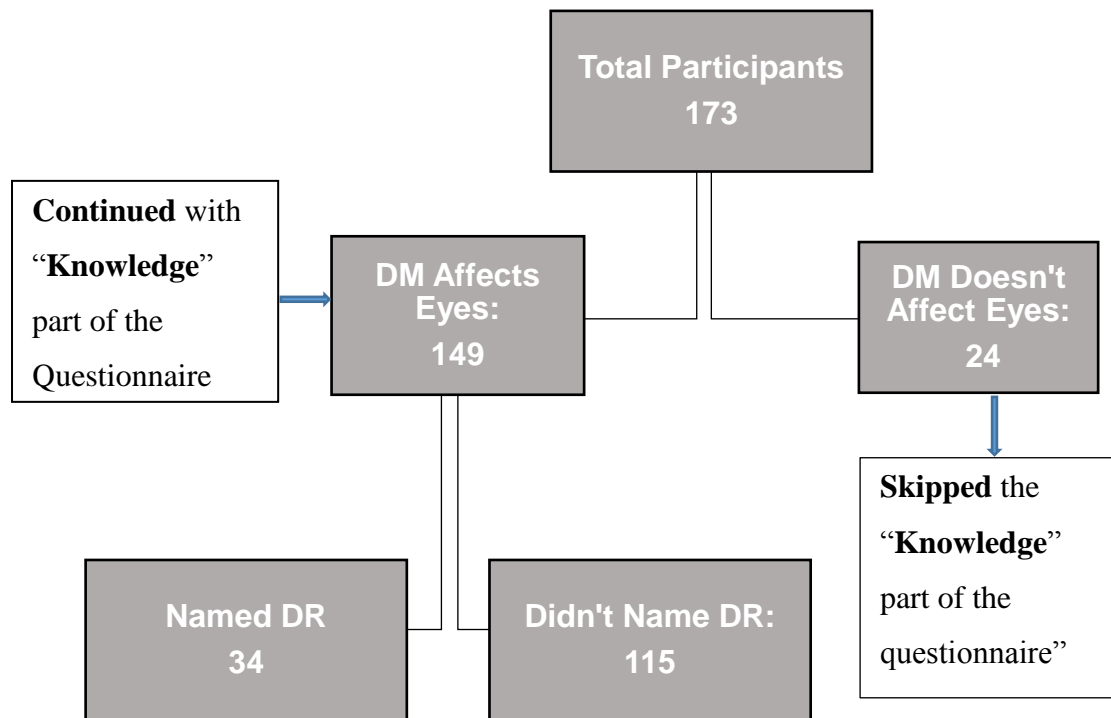 Total Participants
173
Continued with
“Knowledge”
part of the
Questionnaire
DM Affects
Eyes:
149
DM Doesn't
Affect Eyes:
24
Skipped the
“Knowledge”
part of the
questionnaire”
Named DR
34
Didn't Name DR:
115